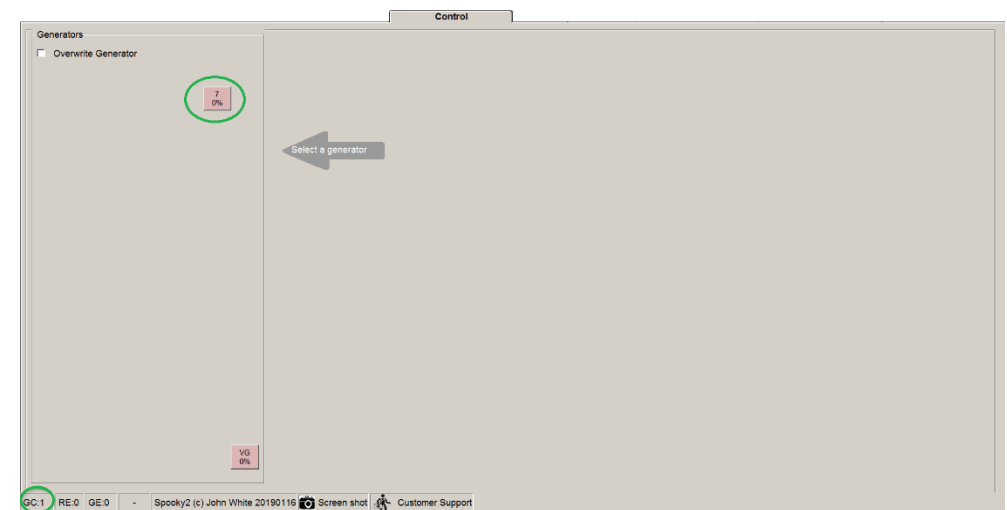 Control
Generators
Overwrite Generator
7
0%
Select a generator
VG
0%
GC:1 RE:0 GE:0 - Spooky2 (c) John White 20190116 Screen shot Customer Support